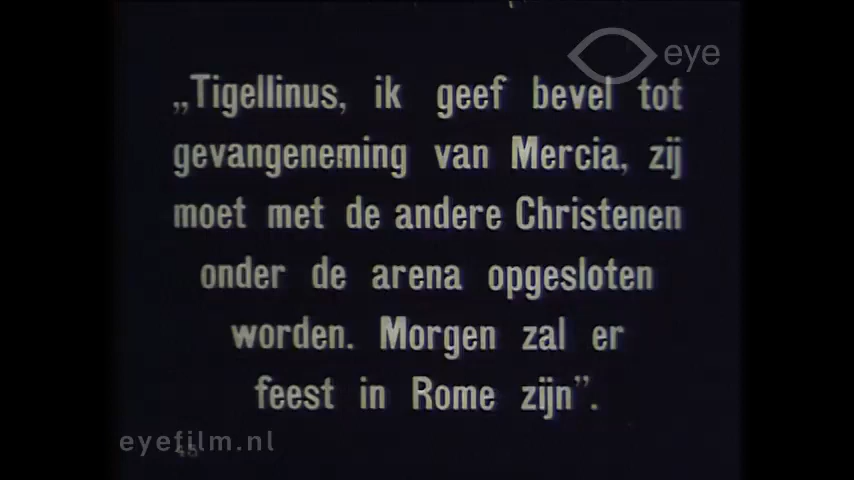 eye
„Tigellinus, ik geef bevel tot
gevangeneming van Mercia, zij
moet met de andere Christenen
onder de arena opgesloten
worden. Morgen zal er
feest in Rome zijn”.
eyefilm.nl